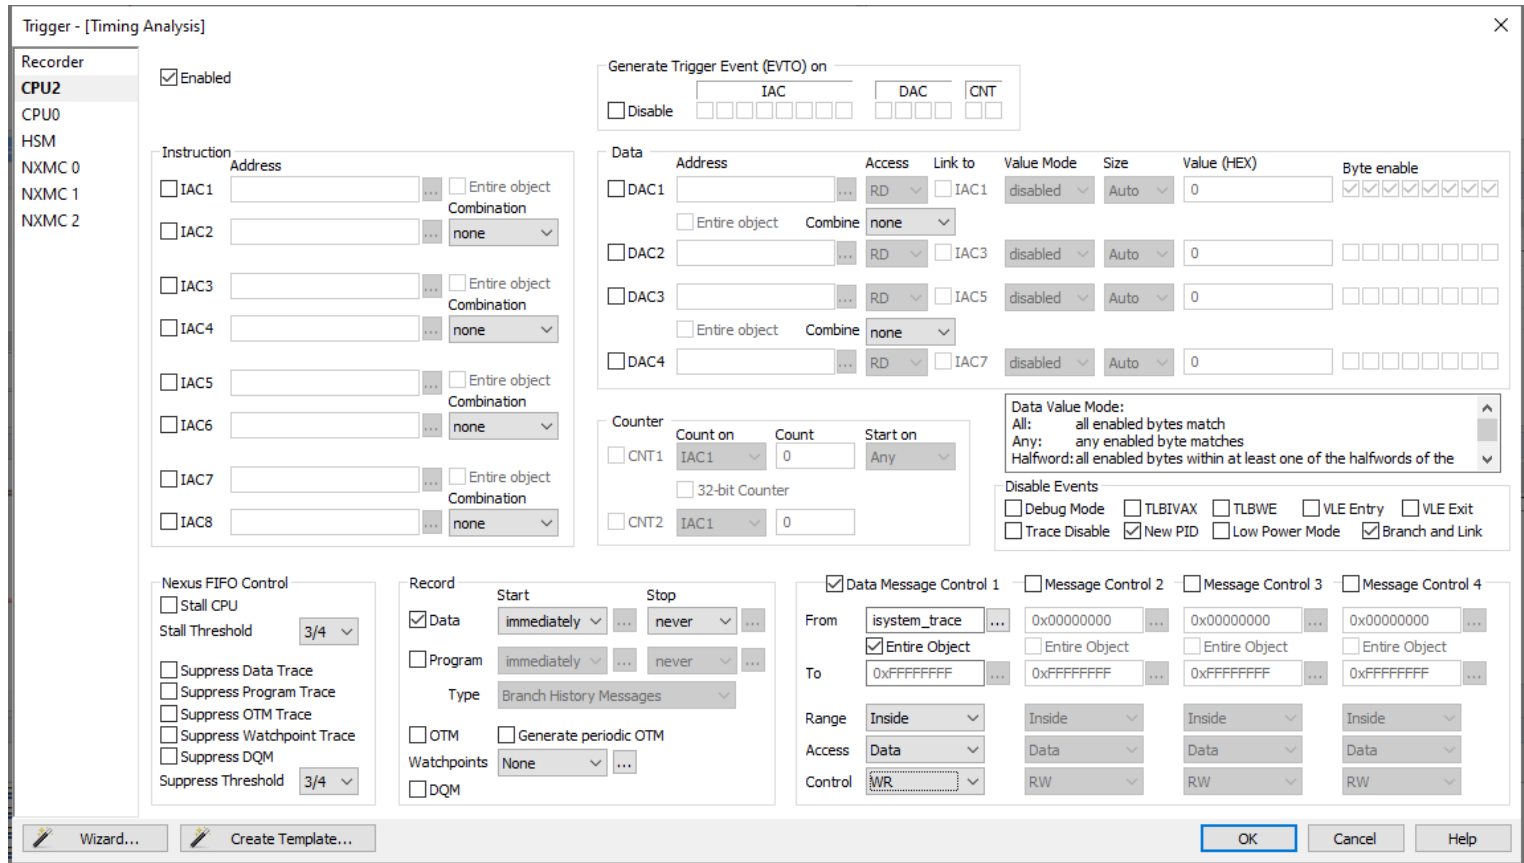 Trigger - [Timing Analysis]
Recorder
CPU2
CPU0
HSM
NXMC 0
NXMC 1
NXMC 2
Enabled
Generate Trigger Event (EVTO) on
IAC DAC CNT
Disable
Instruction
Address
IAC1 ... Entire object
Combination
IAC2 ... none
IAC3 ... Entire object
Combination
IAC4 ... none
IAC5 ... Entire object
Combination
IAC6 ... none
IAC7 ... Entire object
Combination
IAC8 ... none
Data
Address Access Link to Value Mode Size Value (HEX) Byte enable
DAC1 ... RD IAC1 disabled Auto 0
Entire object Combine none
DAC2 ... RD IAC3 disabled Auto 0
DAC3 ... RD IAC5 disabled Auto 0
Entire object Combine none
DAC4 ... RD IAC7 disabled Auto 0
Counter
Count on Count Start on
CNT1 IAC1 0 Any
32-bit Counter
CNT2 IAC1 0
Data Value Mode:
All: all enabled bytes match
Any: any enabled byte matches
Halfword: all enabled bytes within at least one of the halfwords of the
Disable Events
Debug Mode TLBIVAX TLBWE VLE Entry VLE Exit
Trace Disable New PID Low Power Mode Branch and Link
Nexus FIFO Control
Stall CPU
Stall Threshold 3/4
Suppress Data Trace
Suppress Program Trace
Suppress OTM Trace
Suppress Watchpoint Trace
Suppress DQM
Suppress Threshold 3/4
Record
Start Stop
Data immediately ... never ...
Program immediately ... never ...
Type Branch History Messages
OTM Generate periodic OTM
Watchpoints None ...
DQM
Data Message Control 1 Message Control 2 Message Control 3 Message Control 4
From isystem_trace ... 0x00000000 ... 0x00000000 ... 0x00000000 ...
Entire Object Entire Object Entire Object Entire Object
To 0xFFFFFFFF ... 0xFFFFFFFF ... 0xFFFFFFFF ... 0xFFFFFFFF ...
Range Inside Inside Inside Inside
Access Data Data Data Data
Control WR RW RW RW
Wizard... Create Template... OK Cancel Help